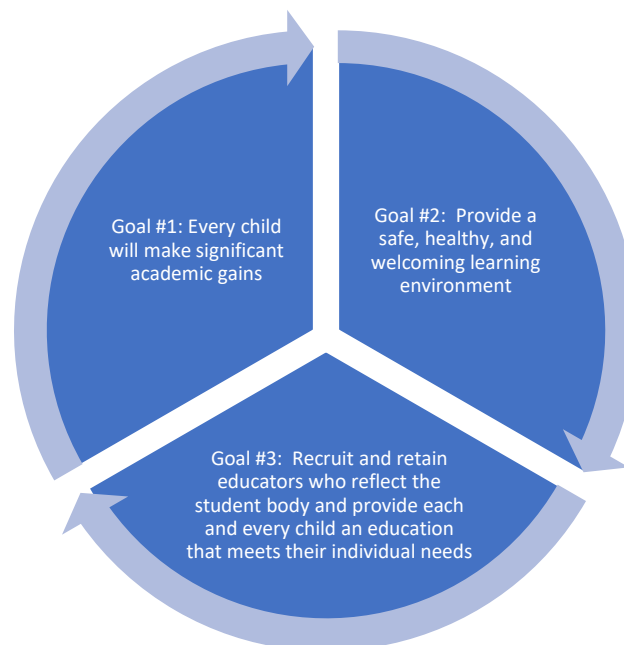 Goal #1: Every child
will make significant
academic gains
Goal #2:  Provide a
safe, healthy, and
welcoming learning
environment
Goal #3:  Recruit and retain
educators who reflect the
student body and provide each
and every child an education
that meets their individual needs